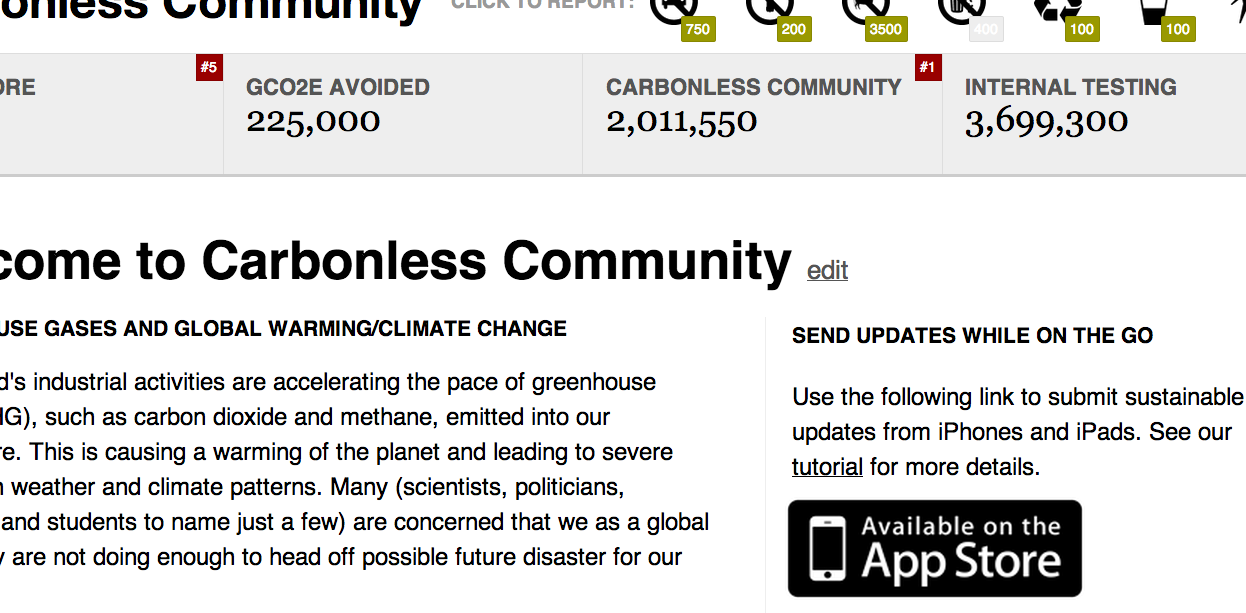 onless Community
CLICK TO REPORT:
750
200
3500
400
100
100
ORE
#5
GCO2E AVOIDED
225,000
CARBONLESS COMMUNITY
2,011,550
#1
INTERNAL TESTING
3,699,300
come to Carbonless Community edit
USE GASES AND GLOBAL WARMING/CLIMATE CHANGE
d's industrial activities are accelerating the pace of greenhouse
HG), such as carbon dioxide and methane, emitted into our
re. This is causing a warming of the planet and leading to severe
n weather and climate patterns. Many (scientists, politicians,
and students to name just a few) are concerned that we as a global
y are not doing enough to head off possible future disaster for our
SEND UPDATES WHILE ON THE GO
Use the following link to submit sustainable
updates from iPhones and iPads. See our
tutorial for more details.
Available on the
App Store